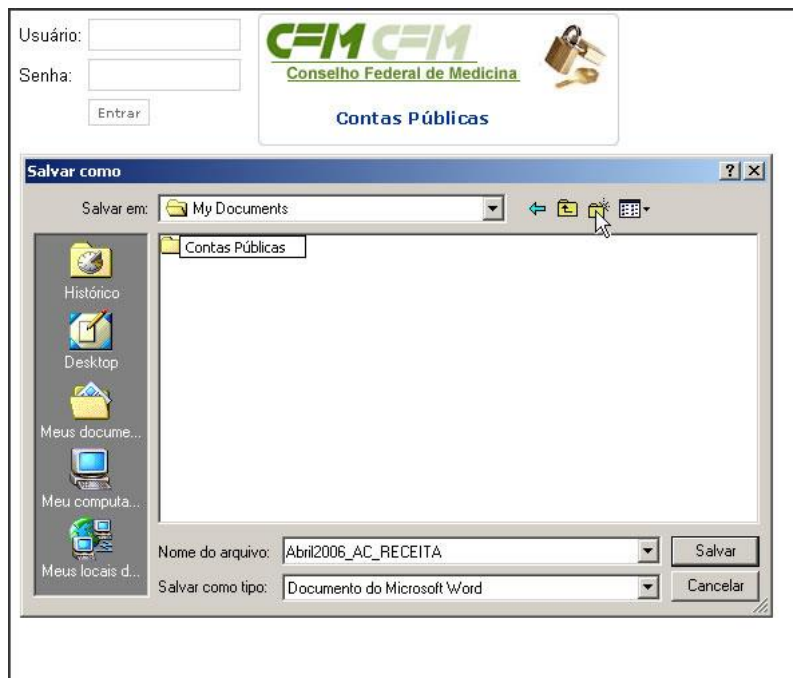 Usuário:
Senha:
Entrar
CFM CFM
Conselho Federal de Medicina
Contas Públicas
Salvar como
Salvar em: My Documents
Contas Públicas
Histórico
Desktop
Meus docume...
Meu computa...
Meus locais d...
Nome do arquivo: Abril2006_AC_RECEITA Salvar
Salvar como tipo: Documento do Microsoft Word Cancelar